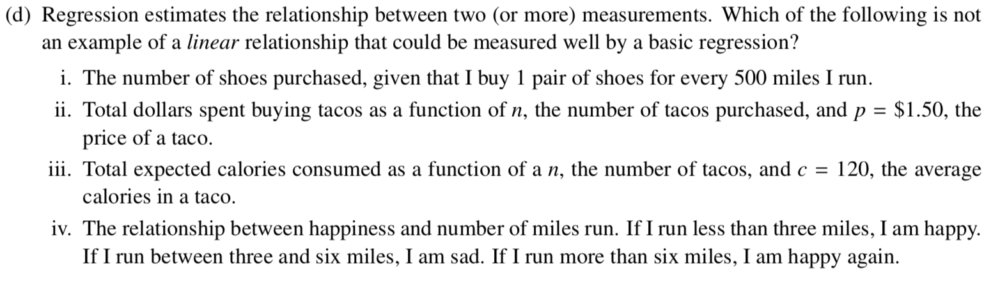 (d) Regression estimates the relationship between two (or more) measurements. Which of the following is not
an example of a linear relationship that could be measured well by a basic regression?
i. The number of shoes purchased, given that I buy 1 pair of shoes for every 500 miles I run.
ii. Total dollars spent buying tacos as a function of n, the number of tacos purchased, and p = $1.50, the
price of a taco.
iii. Total expected calories consumed as a function of a n, the number of tacos, and c = 120, the average
calories in a taco.
iv. The relationship between happiness and number of miles run. If I run less than three miles, I am happy.
If I run between three and six miles, I am sad. If I run more than six miles, I am happy again.